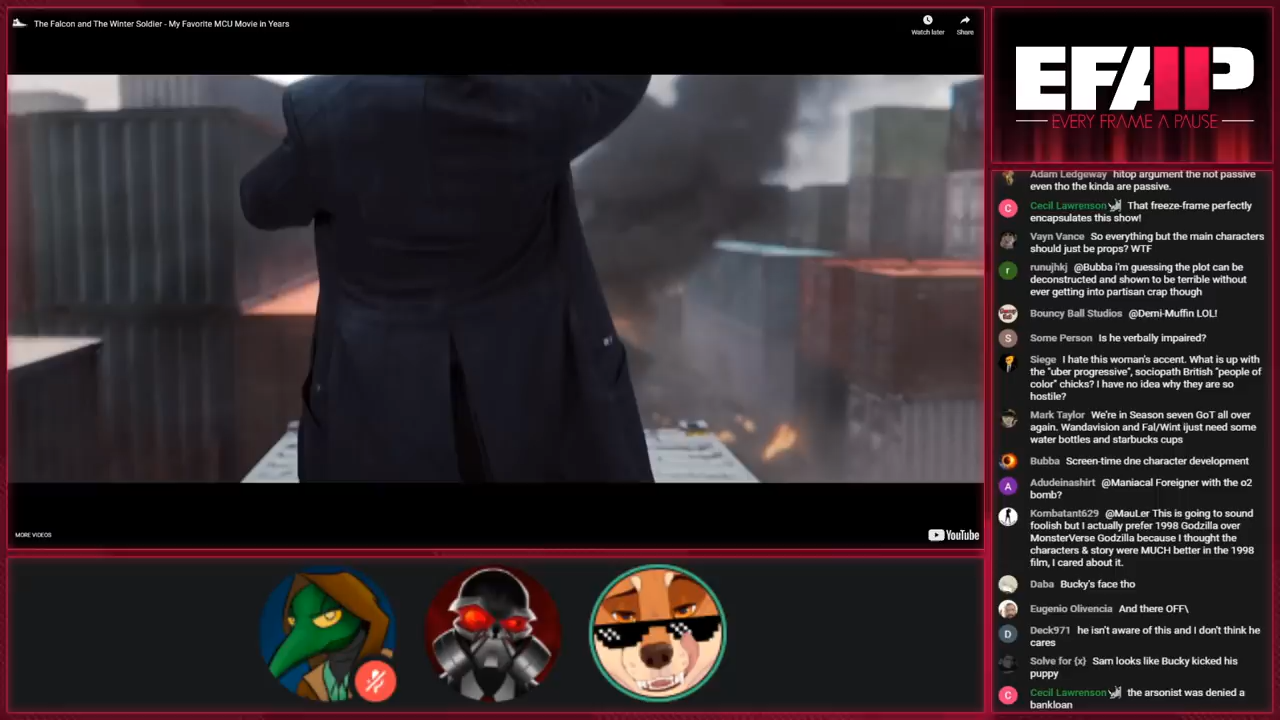 The Falcon and The Winter Soldier - My Favorite MCU Movie in Years
Watch later
Share
MORE VIDEOS
YouTube
EFAP
EVERY FRAME A PAUSE
Adam Ledgeway hitop argument the not passive
even tho the kinda are passive.
C
Cecil Lawrenson That freeze-frame perfectly
encapsulates this show!
Vayn Vance So everything but the main characters
should just be props? WTF
r
runujhkj @Bubba i'm guessing the plot can be
deconstructed and shown to be terrible without
ever getting into partisan crap though
Bouncy Ball Studios @Demi-Muffin LOL!
S
Some Person Is he verbally impaired?
Siege I hate this woman's accent. What is up with
the "uber progressive", sociopath British "people of
color" chicks? I have no idea why they are so
hostile?
Mark Taylor We're in Season seven GoT all over
again. Wandavision and Fal/Wint ijust need some
water bottles and starbucks cups
Bubba Screen-time dne character development
A
Adudeinashirt @Maniacal Foreigner with the o2
bomb?
Kombatant629 @MauLer This is going to sound
foolish but I actually prefer 1998 Godzilla over
MonsterVerse Godzilla because I thought the
characters & story were MUCH better in the 1998
film, I cared about it.
Daba Bucky's face tho
Eugenio Olivencia And there OFF\
D
Deck971 he isn't aware of this and I don't think he
cares
Solve for {x} Sam looks like Bucky kicked his
puppy
C
Cecil Lawrenson the arsonist was denied a
bankloan